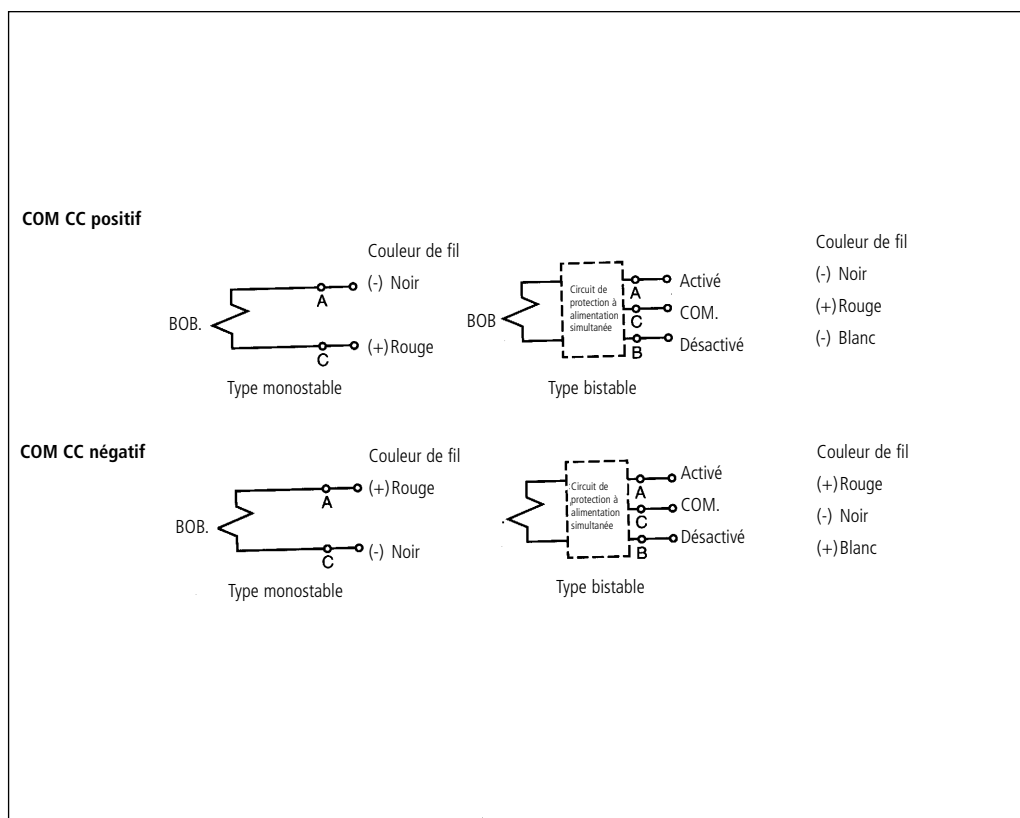 COM CC positif
Couleur de fil
(-) Noir
A
BOB.
(+) Rouge
C
Type monostable
Circuit de
protection à
alimentation
simultanée
BOB
Activé
A
COM.
C
Désactivé
B
Type bistable
Couleur de fil
(-) Noir
(+) Rouge
(-) Blanc
COM CC négatif
Couleur de fil
(+) Rouge
A
BOB.
(-) Noir
C
Type monostable
Circuit de
protection à
alimentation
simultanée
Activé
A
COM.
C
Désactivé
B
Type bistable
Couleur de fil
(+) Rouge
(-) Noir
(+) Blanc